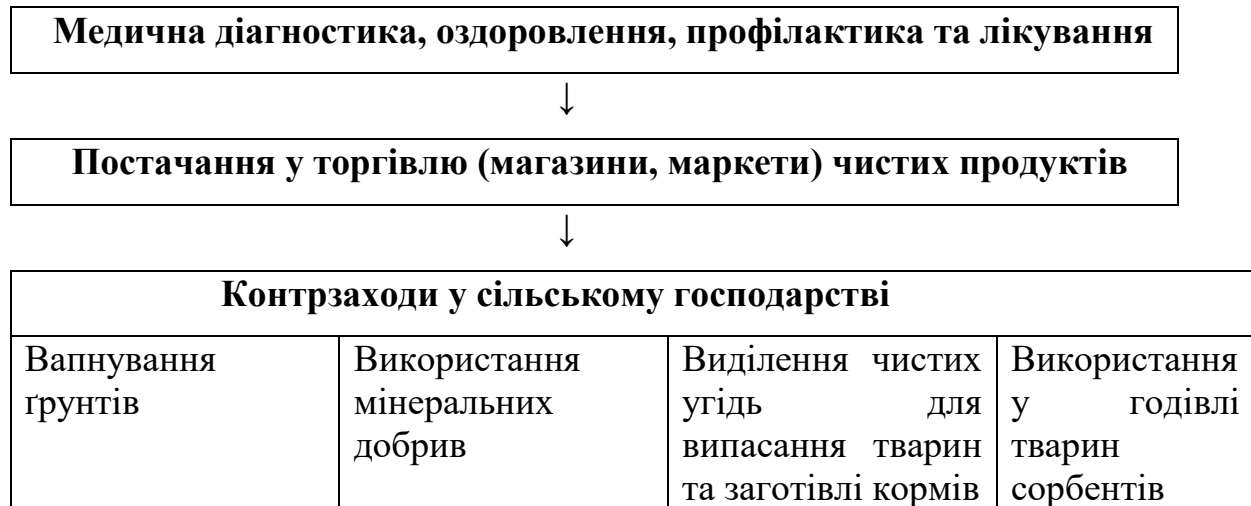 Медична діагностика, оздоровлення, профілактика та лікування
↓
Постачання у торгівлю (магазини, маркети) чистих продуктів
↓
Контрзаходи у сільському господарстві
Вапнування
ґрунтів
Використання
мінеральних
добрив
Виділення чистих
угідь для
випасання тварин
та заготівлі кормів
Використання
у годівлі
тварин
сорбентів